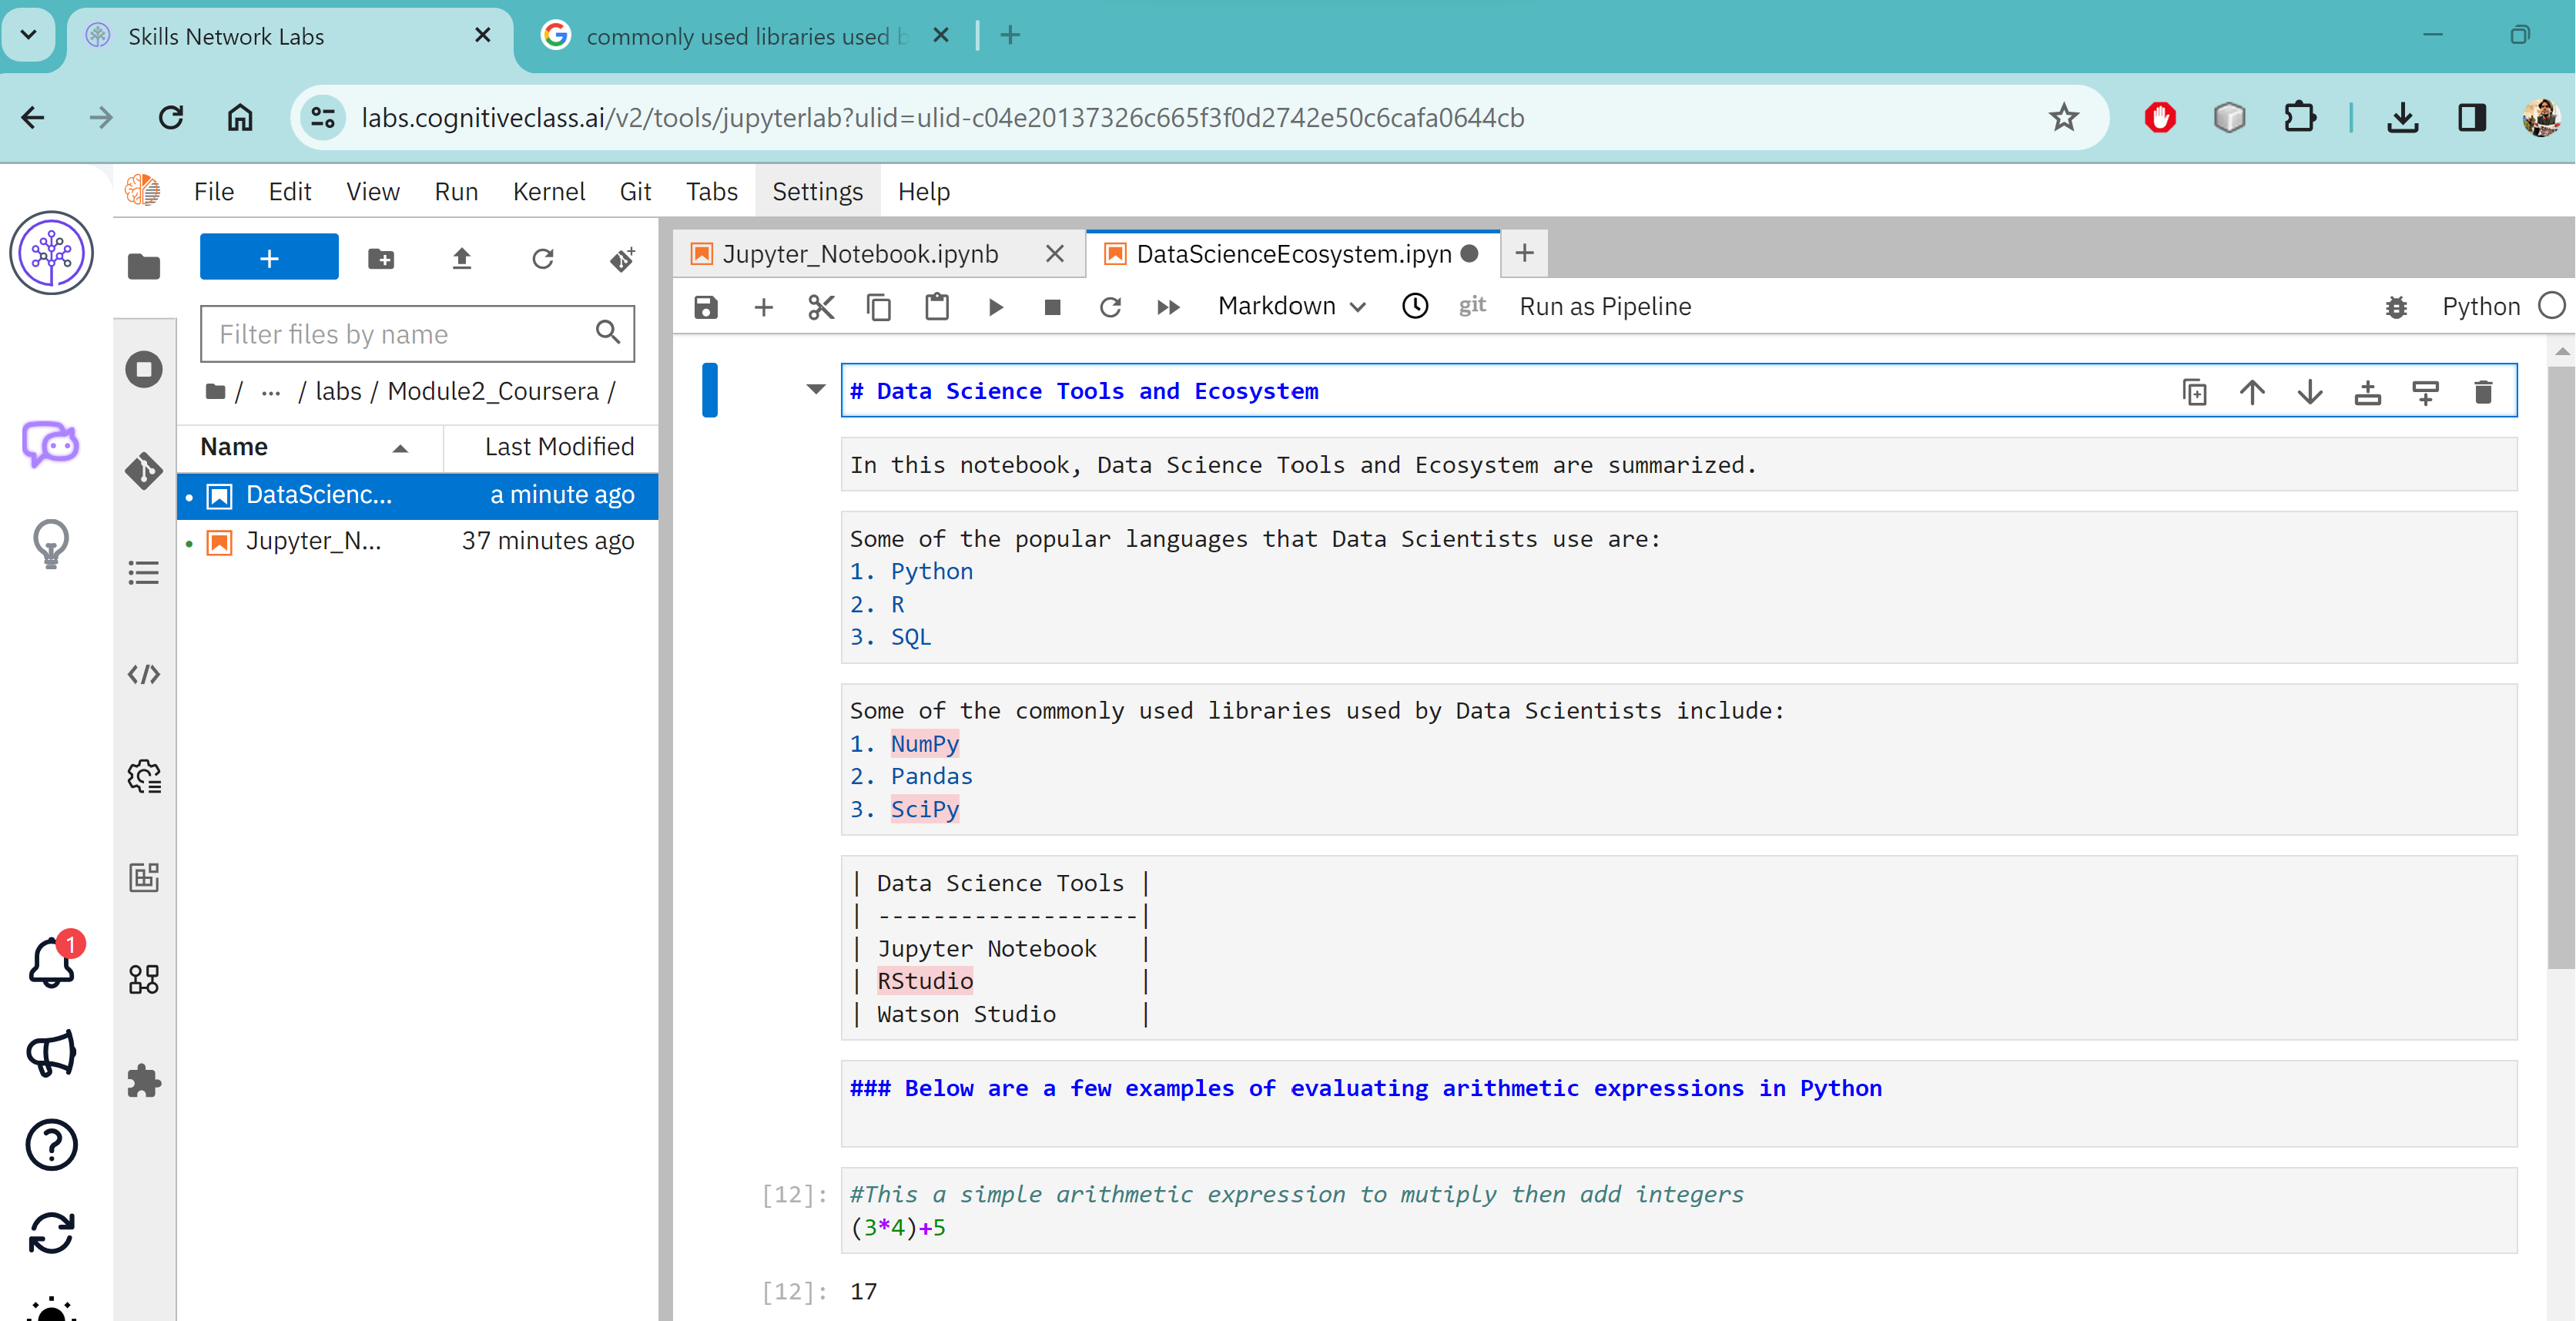 Skills Network Labs
commonly used libraries used b
labs.cognitiveclass.ai/v2/tools/jupyterlab?ulid=ulid-c04e20137326c665f3f0d2742e50c6cafa0644cb
File Edit View Run Kernel Git Tabs Settings Help
Jupyter_Notebook.ipynb
DataScienceEcosystem.ipyn
Markdown
git
Run as Pipeline
Python
Filter files by name
/ ... / labs / Module2_Coursera /
Name Last Modified
DataScienc... a minute ago
Jupyter_N... 37 minutes ago
1
# Data Science Tools and Ecosystem
In this notebook, Data Science Tools and Ecosystem are summarized.
Some of the popular languages that Data Scientists use are:
1. Python
2. R
3. SQL
Some of the commonly used libraries used by Data Scientists include:
1. NumPy
2. Pandas
3. SciPy
| Data Science Tools |
| -------------------|
| Jupyter Notebook |
| RStudio |
| Watson Studio |
### Below are a few examples of evaluating arithmetic expressions in Python
[12]: #This a simple arithmetic expression to mutiply then add integers
(3*4)+5
[12]: 17